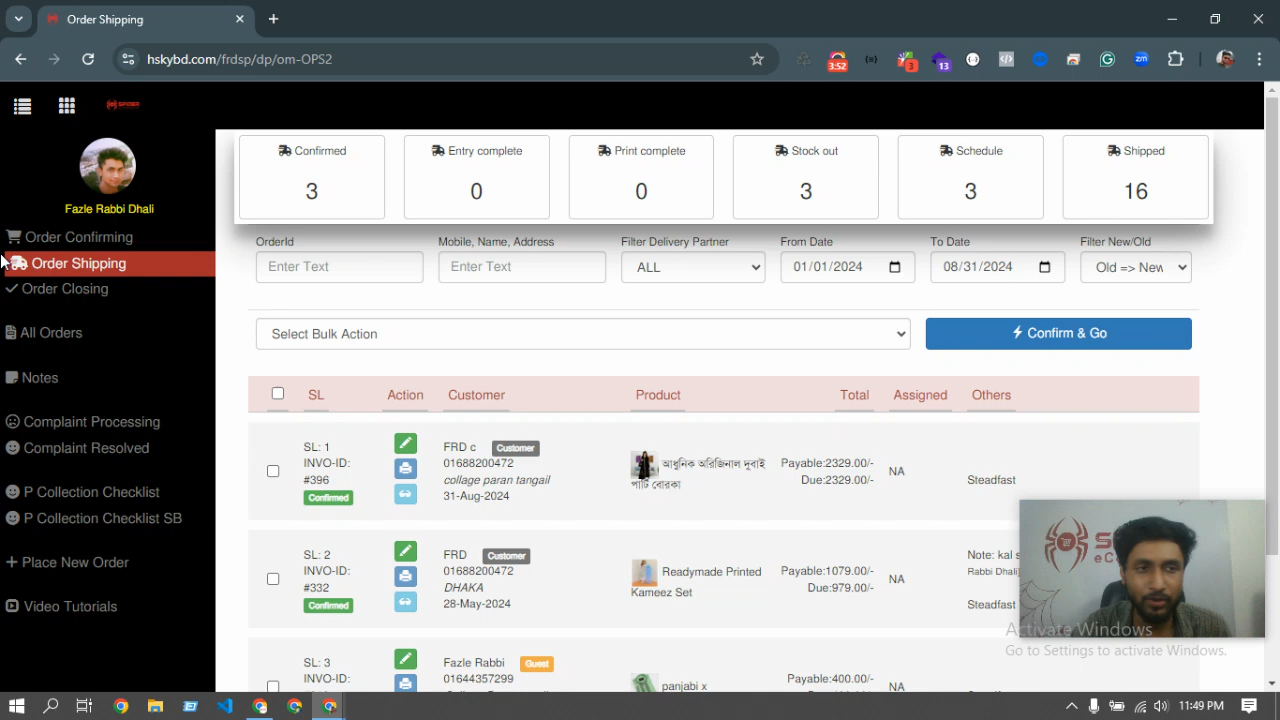 Order Shipping
hskybd.com/frdsp/dp/om-OPS2
3:52
3
13
zm
SPIDER
Fazle Rabbi Dhali
Order Confirming
Order Shipping
Order Closing
All Orders
Notes
Complaint Processing
Complaint Resolved
P Collection Checklist
P Collection Checklist SB
Place New Order
Video Tutorials
Confirmed
3
Entry complete
0
Print complete
0
Stock out
3
Schedule
3
Shipped
16
OrderId
Enter Text
Mobile, Name, Address
Enter Text
Filter Delivery Partner
ALL
From Date
01/01/2024
To Date
08/31/2024
Filter New/Old
Old => New
Select Bulk Action
Confirm & Go
SL Action Customer Product Total Assigned Others
SL: 1
INVO-ID:
#396
Confirmed
FRD c Customer
01688200472
collage paran tangail
31-Aug-2024
আধুনিক অরিজিনাল দুবাই
পার্টি বোরকা
Payable:2329.00/-
Due:2329.00/-
NA
Steadfast
SL: 2
INVO-ID:
#332
Confirmed
FRD Customer
01688200472
DHAKA
28-May-2024
Readymade Printed
Kameez Set
Payable:1079.00/-
Due:979.00/-
NA
Note: kal
Rabbi Dhali)
Steadfast
SL: 3
INVO-ID:
Fazle Rabbi Guest
01644357299
panjabi x
Payable:400.00/-
NA
Activate Windows
Go to Settings to activate Windows.
11:49 PM